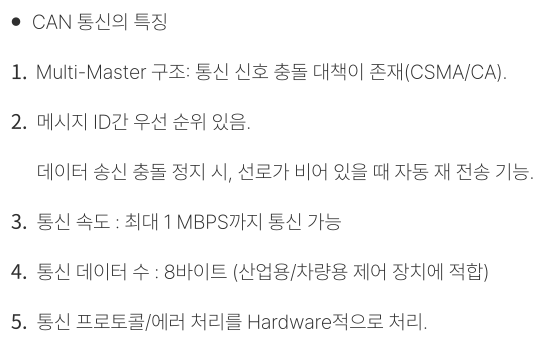 ● CAN 통신의 특징
1. Multi-Master 구조: 통신 신호 충돌 대책이 존재(CSMA/CA).
2. 메시지 ID간 우선 순위 있음.
데이터 송신 충돌 정지 시, 선로가 비어 있을 때 자동 재 전송 기능.
3. 통신 속도 : 최대 1 MBPS까지 통신 가능
4. 통신 데이터 수 : 8바이트 (산업용/차량용 제어 장치에 적합)
5. 통신 프로토콜/에러 처리를 Hardware적으로 처리.